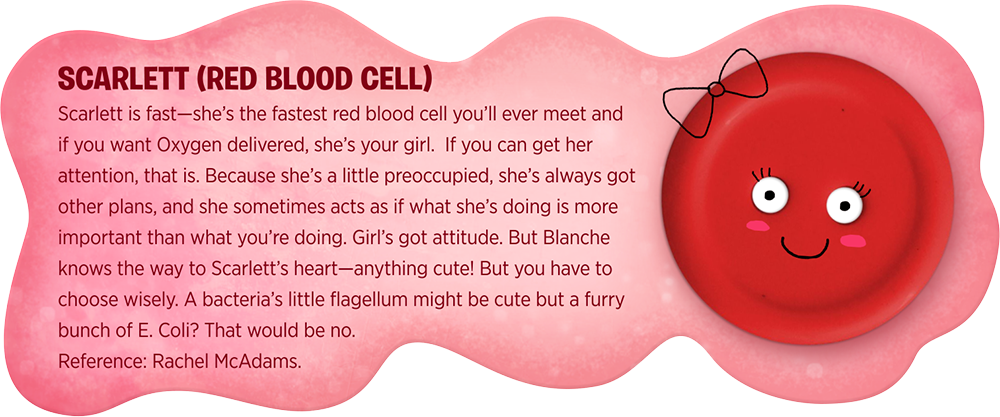 SCARLETT (RED BLOOD CELL)
Scarlett is fast—she’s the fastest red blood cell you’ll ever meet and
if you want Oxygen delivered, she’s your girl.  If you can get her
attention, that is. Because she’s a little preoccupied, she’s always got
other plans, and she sometimes acts as if what she’s doing is more
important than what you’re doing. Girl’s got attitude. But Blanche
knows the way to Scarlett’s heart—anything cute! But you have to
choose wisely. A bacteria’s little flagellum might be cute but a furry
bunch of E. Coli? That would be no.
Reference: Rachel McAdams.